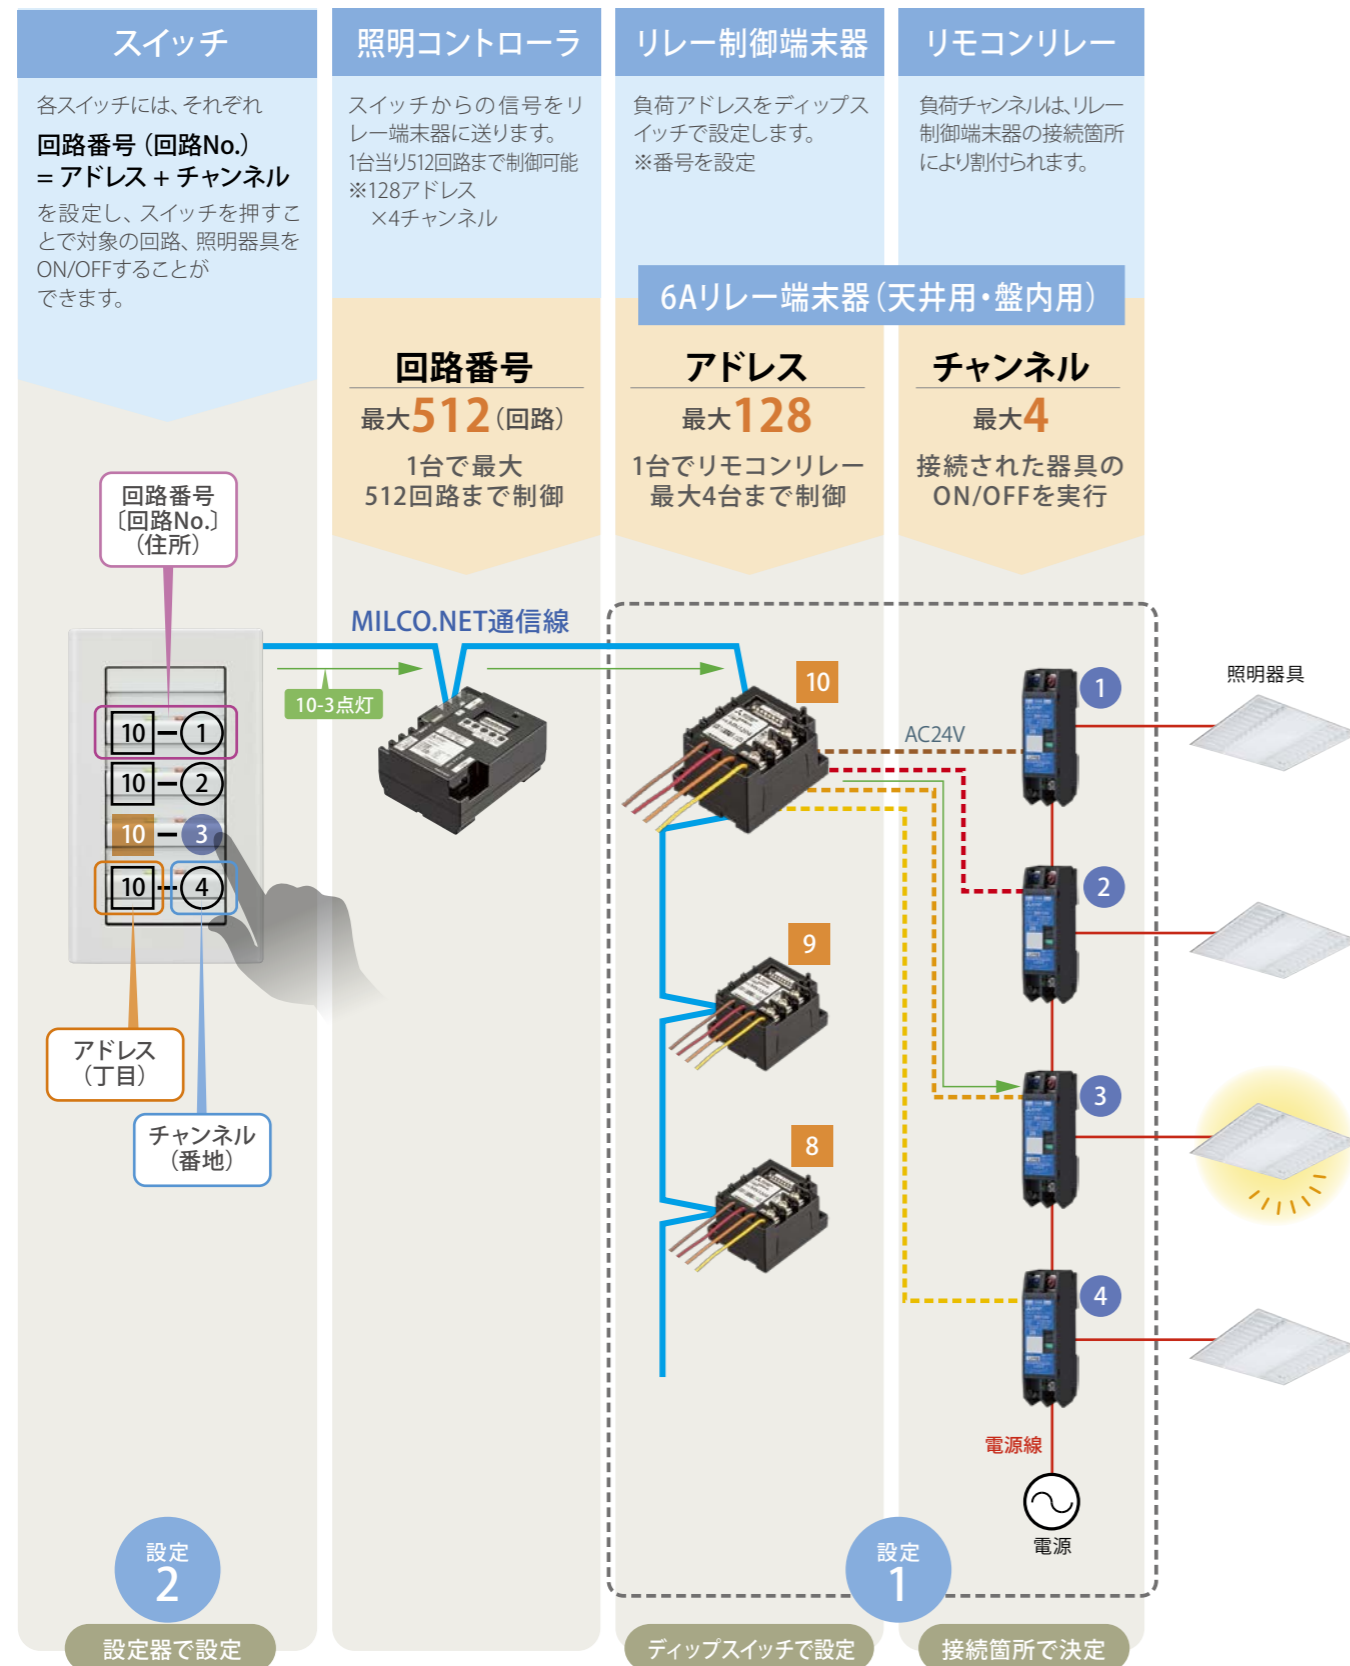 スイッチ
各スイッチには、それぞれ
回路番号（回路No.）
= アドレス + チャンネル
を設定し、スイッチを押すこ
とで対象の回路、照明器具を
ON/OFFすることが
できます。
照明コントローラ
スイッチからの信号をリ
レー端末器に送ります。
1台当り512回路まで制御可能
※128アドレス
×4チャンネル
リレー制御端末器
負荷アドレスをディップス
イッチで設定します。
※番号を設定
リモコンリレー
負荷チャンネルは、リレー
制御端末器の接続箇所
により割付られます。
6Aリレー端末器（天井用・盤内用）
回路番号
最大512（回路）
1台で最大
512回路まで制御
アドレス
最大128
1台でリモコンリレー
最大4台まで制御
チャンネル
最大4
接続された器具の
ON/OFFを実行
回路番号
〔回路No.〕
（住所）
10 - 1
10 - 2
10 - 3
10 - 4
アドレス
（丁目）
チャンネル
（番地）
MILCO.NET通信線
10-3点灯
10
9
8
AC24V
1
2
3
4
照明器具
電源線
電源
設定
2
設定器で設定
設定
1
ディップスイッチで設定
接続箇所で決定